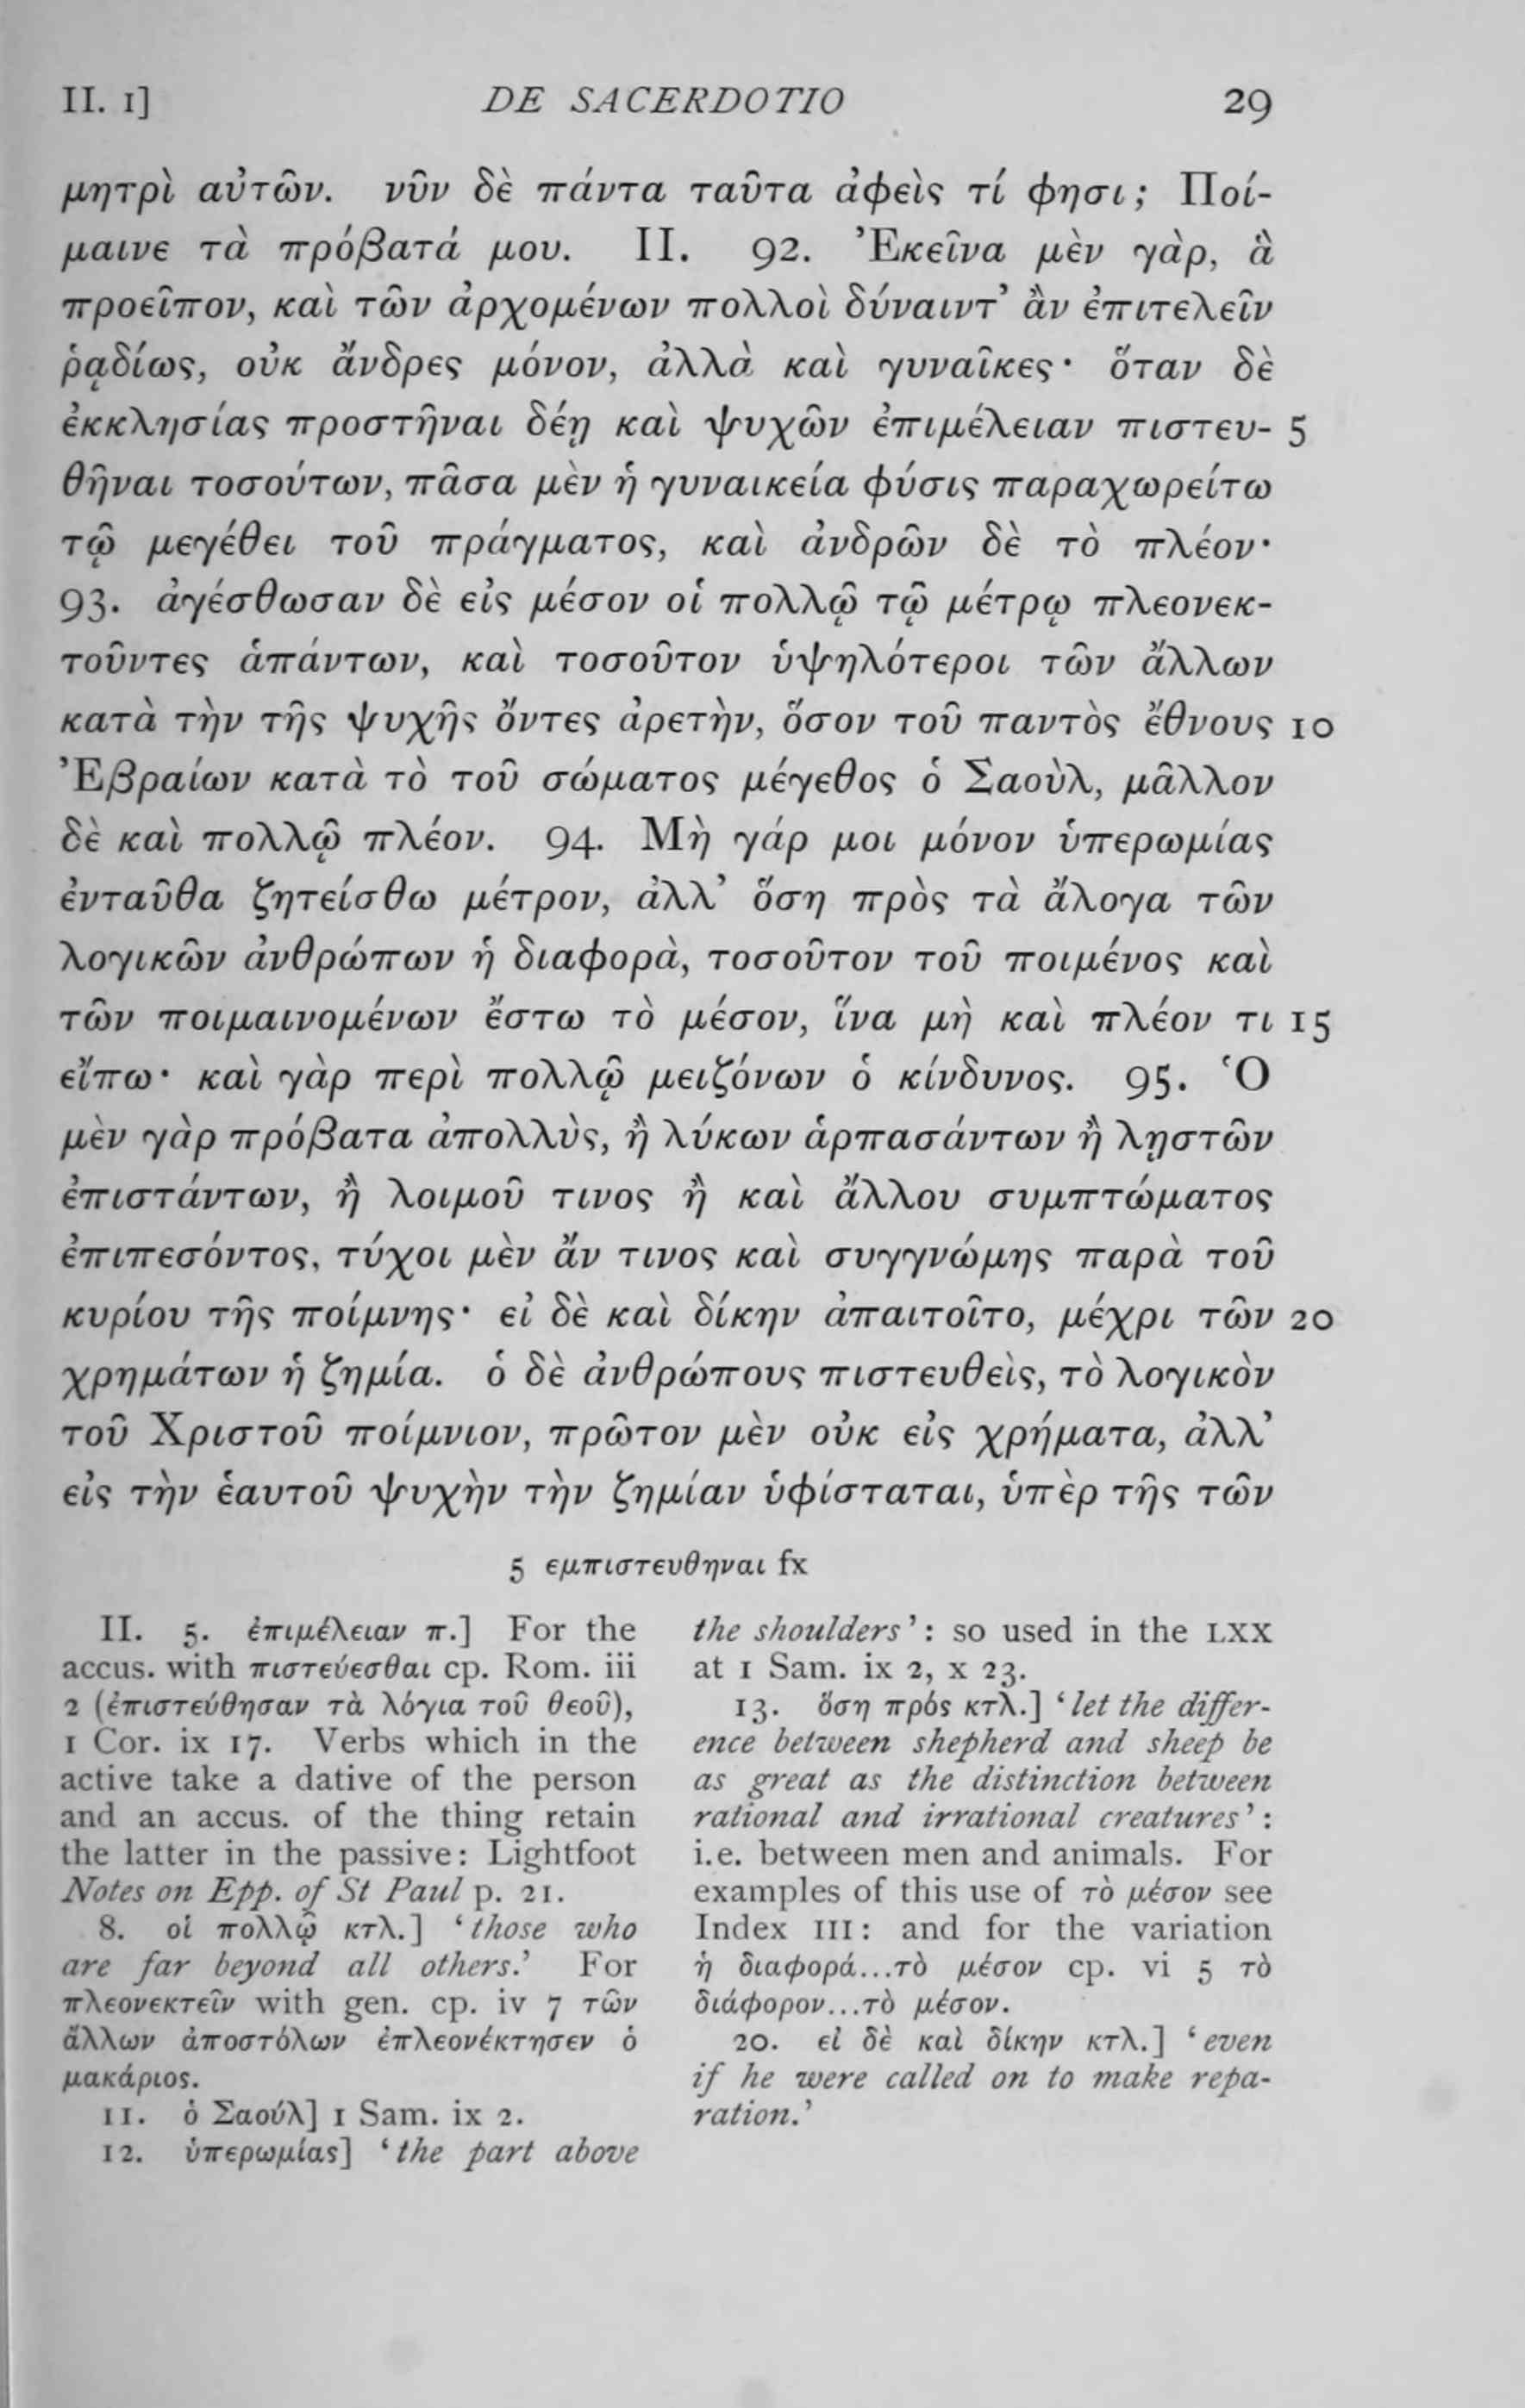 II. 1] DE SACERDOTIO 29
μητρὶ αὐτῶν. νῦν δὲ πάντα ταῦτα ἀφεὶς τί φησι; Ποί-
μαινε τὰ πρόβατά μου. II. 92. Ἐκεῖνα μὲν γὰρ, ἃ
προεῖπον, καὶ τῶν ἀρχομένων πολλοὶ δύναιντ’ ἂν ἐπιτελεῖν
ῥᾳδίως, οὐκ ἄνδρες μόνον, ἀλλὰ καὶ γυναῖκες· ὅταν δὲ
ἐκκλησίας προστῆναι δέῃ καὶ ψυχῶν ἐπιμέλειαν πιστευ- 5
θῆναι τοσούτων, πᾶσα μὲν ἡ γυναικεία φύσις παραχωρείτω
τῷ μεγέθει τοῦ πράγματος, καὶ ἀνδρῶν δὲ τὸ πλέον·
93. ἀγέσθωσαν δὲ εἰς μέσον οἱ πολλῷ τῷ μέτρῳ πλεονεκ-
τοῦντες ἁπάντων, καὶ τοσοῦτον ὑψηλότεροι τῶν ἄλλων
κατὰ τὴν τῆς ψυχῆς ὄντες ἀρετὴν, ὅσον τοῦ παντὸς ἔθνους 10
Ἐβραίων κατὰ τὸ τοῦ σώματος μέγεθος ὁ Σαοὺλ, μᾶλλον
δὲ καὶ πολλῷ πλέον. 94. Μὴ γάρ μοι μόνον ὑπερωμίας
ἐνταῦθα ζητείσθω μέτρον, ἀλλ’ ὅση πρὸς τὰ ἄλογα τῶν
λογικῶν ἀνθρώπων ἡ διαφορὰ, τοσοῦτον τοῦ ποιμένος καὶ
τῶν ποιμαινομένων ἔστω τὸ μέσον, ἵνα μὴ καὶ πλέον τι 15
εἴπω· καὶ γὰρ περὶ πολλῷ μειζόνων ὁ κίνδυνος. 95. Ὁ
μὲν γὰρ πρόβατα ἀπολλὺς, ἢ λύκων ἁρπασάντων ἢ λῃστῶν
ἐπιστάντων, ἢ λοιμοῦ τινος ἢ καὶ ἄλλου συμπτώματος
ἐπιπεσόντος, τύχοι μὲν ἄν τινος καὶ συγγνώμης παρὰ τοῦ
κυρίου τῆς ποίμνης· εἰ δὲ καὶ δίκην ἀπαιτοῖτο, μέχρι τῶν 20
χρημάτων ἡ ζημία. ὁ δὲ ἀνθρώπους πιστευθεὶς, τὸ λογικὸν
τοῦ Χριστοῦ ποίμνιον, πρῶτον μὲν οὐκ εἰς χρήματα, ἀλλ’
εἰς τὴν ἑαυτοῦ ψυχὴν τὴν ζημίαν ὑφίσταται, ὑπὲρ τῆς τῶν
5 εμπιστευθηναι fx
II. 5. ἐπιμέλειαν π.] For the
accus. with πιστεύεσθαι cp. Rom. iii
2 (ἐπιστεύθησαν τὰ λόγια τοῦ θεοῦ),
1 Cor. ix 17. Verbs which in the
active take a dative of the person
and an accus. of the thing retain
the latter in the passive: Lightfoot
Notes on Epp. of St Paul p. 21.
8. οἱ πολλῷ κτλ.] ‘those who
are far beyond all others.’ For
πλεονεκτεῖν with gen. cp. iv 7 τῶν
ἄλλων ἀποστόλων ἐπλεονέκτησεν ὁ
μακάριος.
11. ὁ Σαούλ] 1 Sam. ix 2.
12. ὑπερωμίας] ‘the part above
the shoulders’: so used in the LXX
at 1 Sam. ix 2, x 23.
13. ὅση πρός κτλ.] ‘let the differ-
ence between shepherd and sheep be
as great as the distinction between
rational and irrational creatures’:
i.e. between men and animals. For
examples of this use of τὸ μέσον see
Index III: and for the variation
ἡ διαφορά...τὸ μέσον cp. vi 5 τὸ
διάφορον...τὸ μέσον.
20. εἰ δὲ καὶ δίκην κτλ.] ‘even
if he were called on to make repa-
ration.’